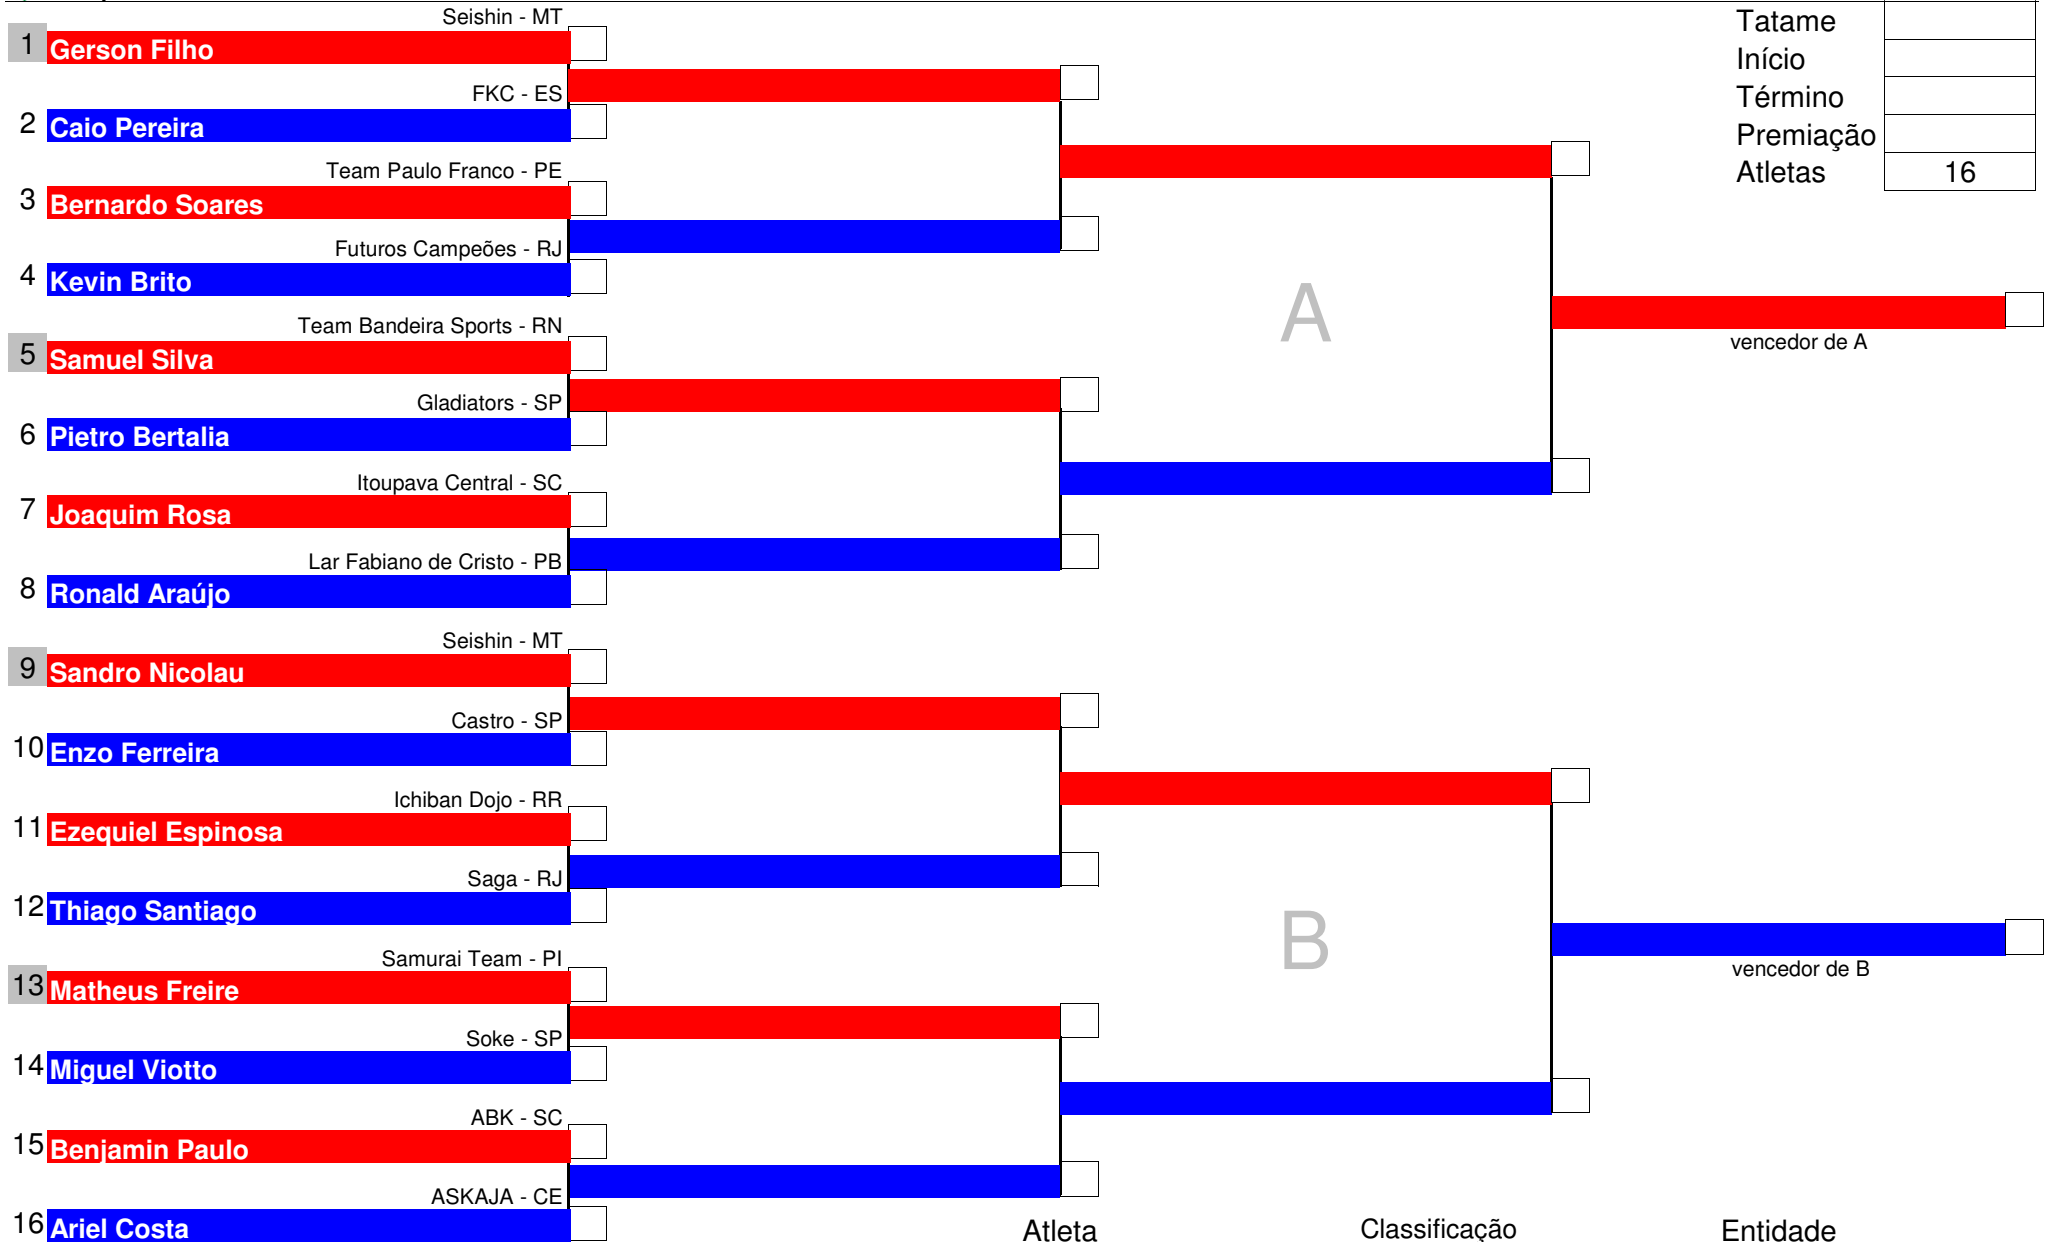 Seishin - MT
1 Gerson Filho
FKC - ES
2 Caio Pereira
Team Paulo Franco - PE
3 Bernardo Soares
Futuros Campeões - RJ
4 Kevin Brito
Team Bandeira Sports - RN
5 Samuel Silva
Gladiators - SP
6 Pietro Bertalia
Itoupava Central - SC
7 Joaquim Rosa
Lar Fabiano de Cristo - PB
8 Ronald Araújo
Seishin - MT
9 Sandro Nicolau
Castro - SP
10 Enzo Ferreira
Ichiban Dojo - RR
11 Ezequiel Espinosa
Saga - RJ
12 Thiago Santiago
Samurai Team - PI
13 Matheus Freire
Soke - SP
14 Miguel Viotto
ABK - SC
15 Benjamin Paulo
ASKAJA - CE
16 Ariel Costa
A
B
Tatame
Início
Término
Premiação
Atletas 16
vencedor de A
vencedor de B
Atleta Classificação Entidade